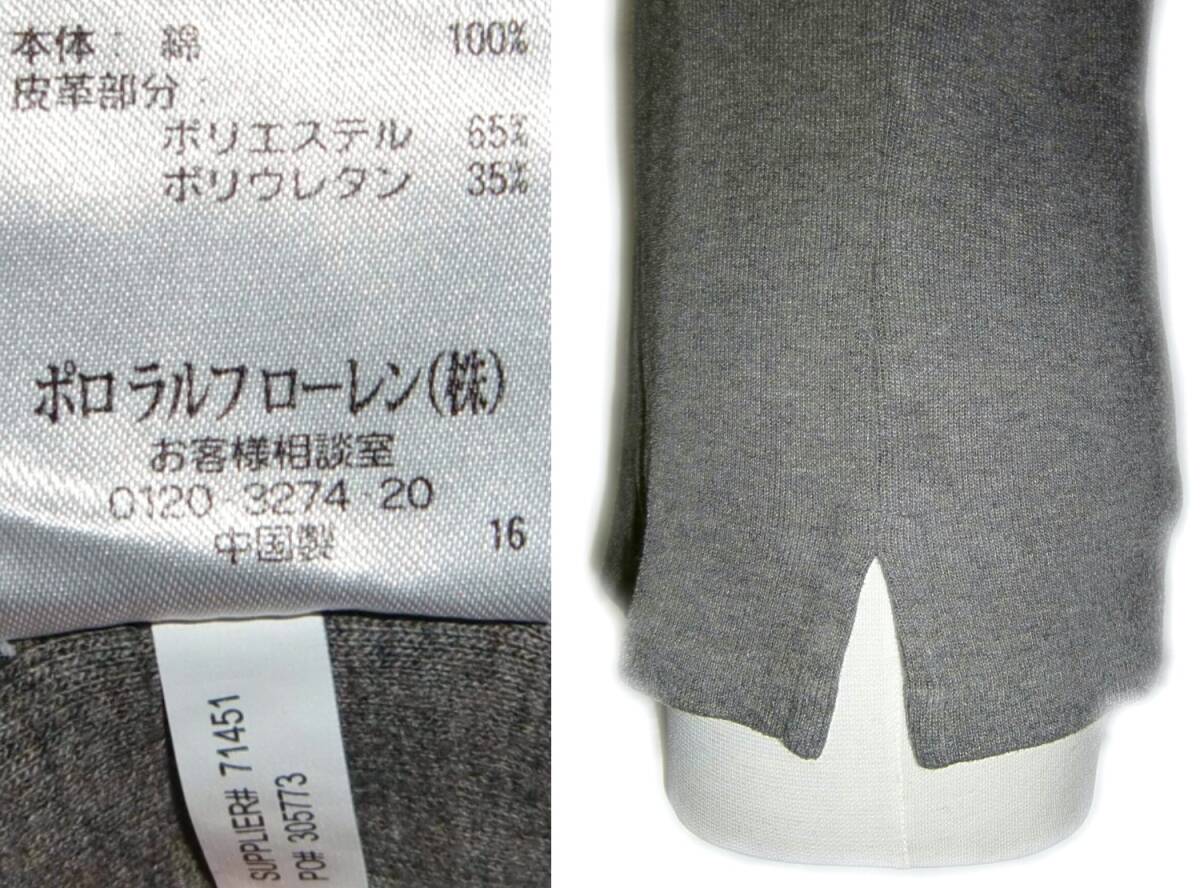 本体： 綿 100%
皮革部分：
ポリエステル 65%
ポリウレタン 35%
ポロ ラルフ ローレン(株)
お客様相談室
0120-3274-20
中国製 16
SUPPLIER# 71451
PO# 305773